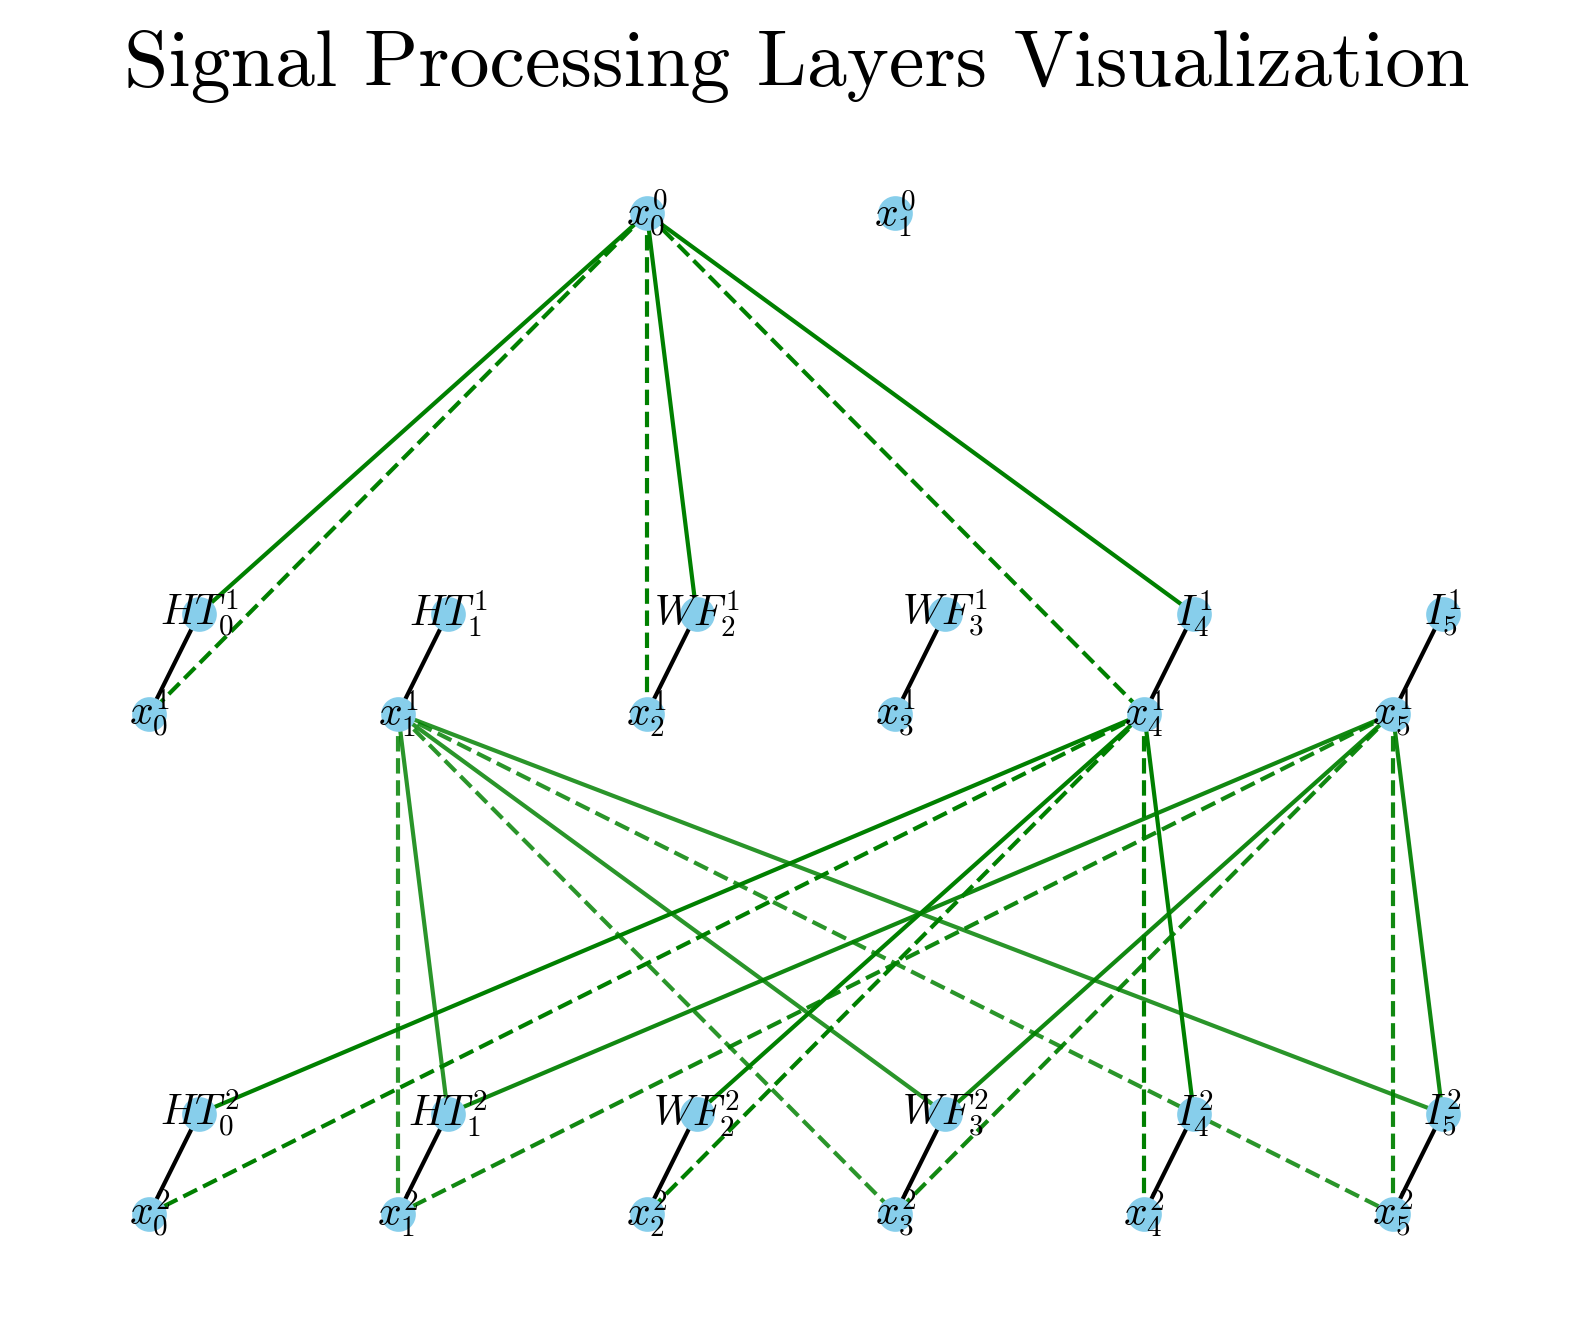 Signal Processing Layers Visualization
$x_0^0$ $x_1^0$
$HT_0^1$ $HT_1^1$ $WF_2^1$ $WF_3^1$ $I_4^1$ $I_5^1$
$x_0^1$ $x_1^1$ $x_2^1$ $x_3^1$ $x_4^1$ $x_5^1$
$HT_0^2$ $HT_1^2$ $WF_2^2$ $WF_3^2$ $I_4^2$ $I_5^2$
$x_0^2$ $x_1^2$ $x_2^2$ $x_3^2$ $x_4^2$ $x_5^2$